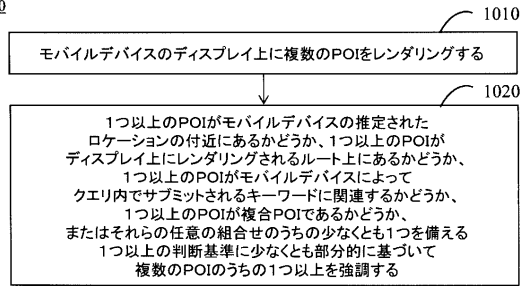 1010
モバイルデバイスのディスプレイ上に複数のPOIをレンダリングする
1020
1つ以上のPOIがモバイルデバイスの推定された
ロケーションの付近にあるかどうか、1つ以上のPOIが
ディスプレイ上にレンダリングされるルート上にあるかどうか、
1つ以上のPOIがモバイルデバイスによって
クエリ内でサブミットされるキーワードに関連するかどうか、
1つ以上のPOIが複合POIであるかどうか、
またはそれらの任意の組合せのうちの少なくとも1つを備える
1つ以上の判断基準に少なくとも部分的に基づいて
複数のPOIのうちの1つ以上を強調する